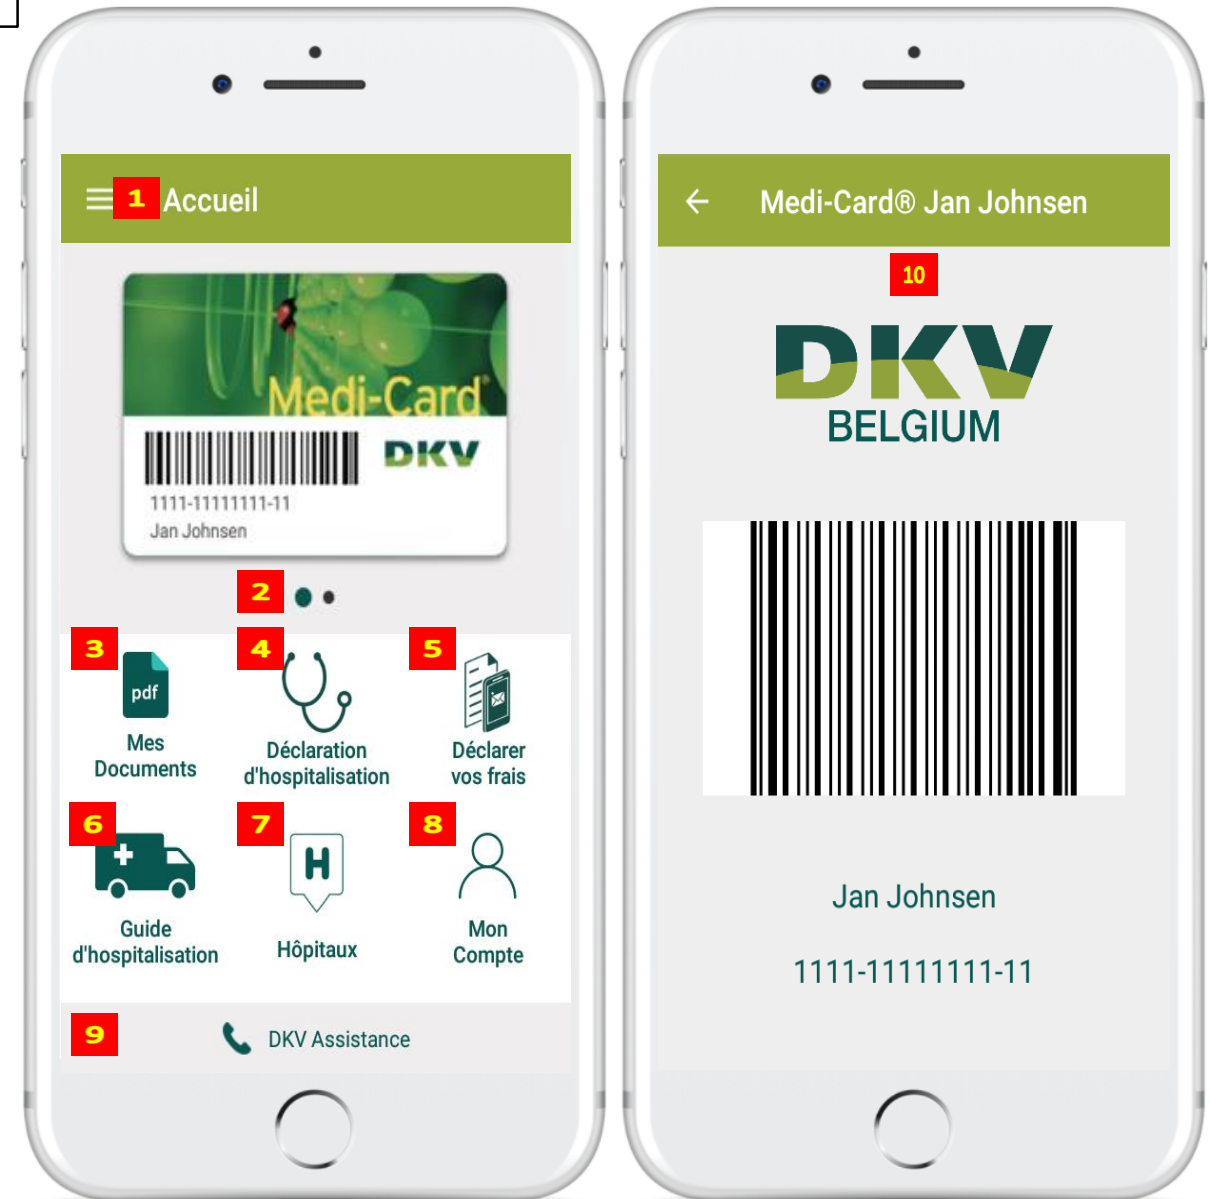 1 Accueil
Medi-Card
DKV
1111-11111111-11
Jan Johnsen
2
3
4
5
pdf
Mes
Documents
Déclaration
d'hospitalisation
Déclarer
vos frais
6
7
8
H
Guide
d'hospitalisation
Hôpitaux
Mon
Compte
9
DKV Assistance
Medi-Card® Jan Johnsen
10
DKV
BELGIUM
Jan Johnsen
1111-11111111-11